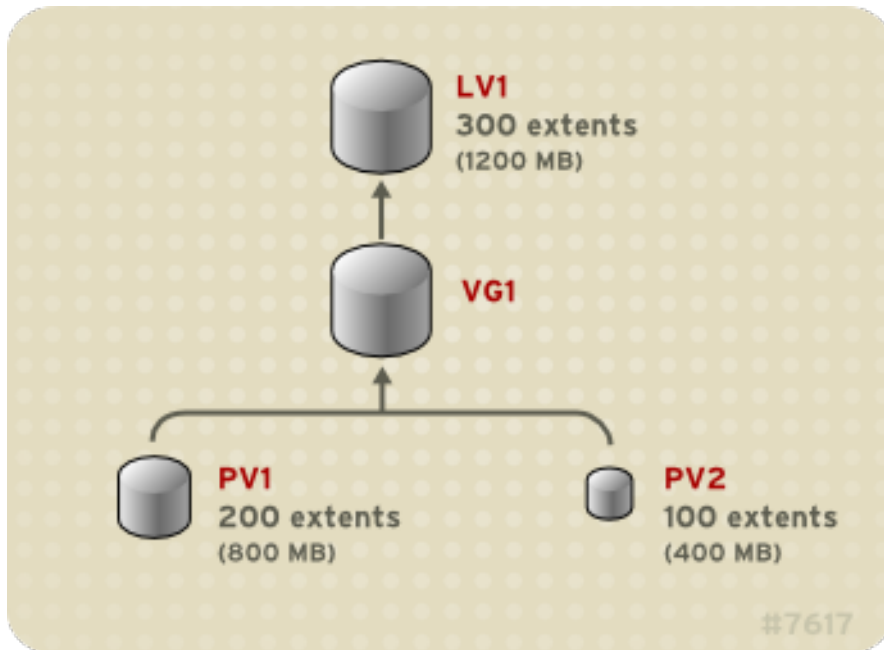 LV1
300 extents
(1200 MB)
VG1
PV1
200 extents
(800 MB)
PV2
100 extents
(400 MB)
#7617